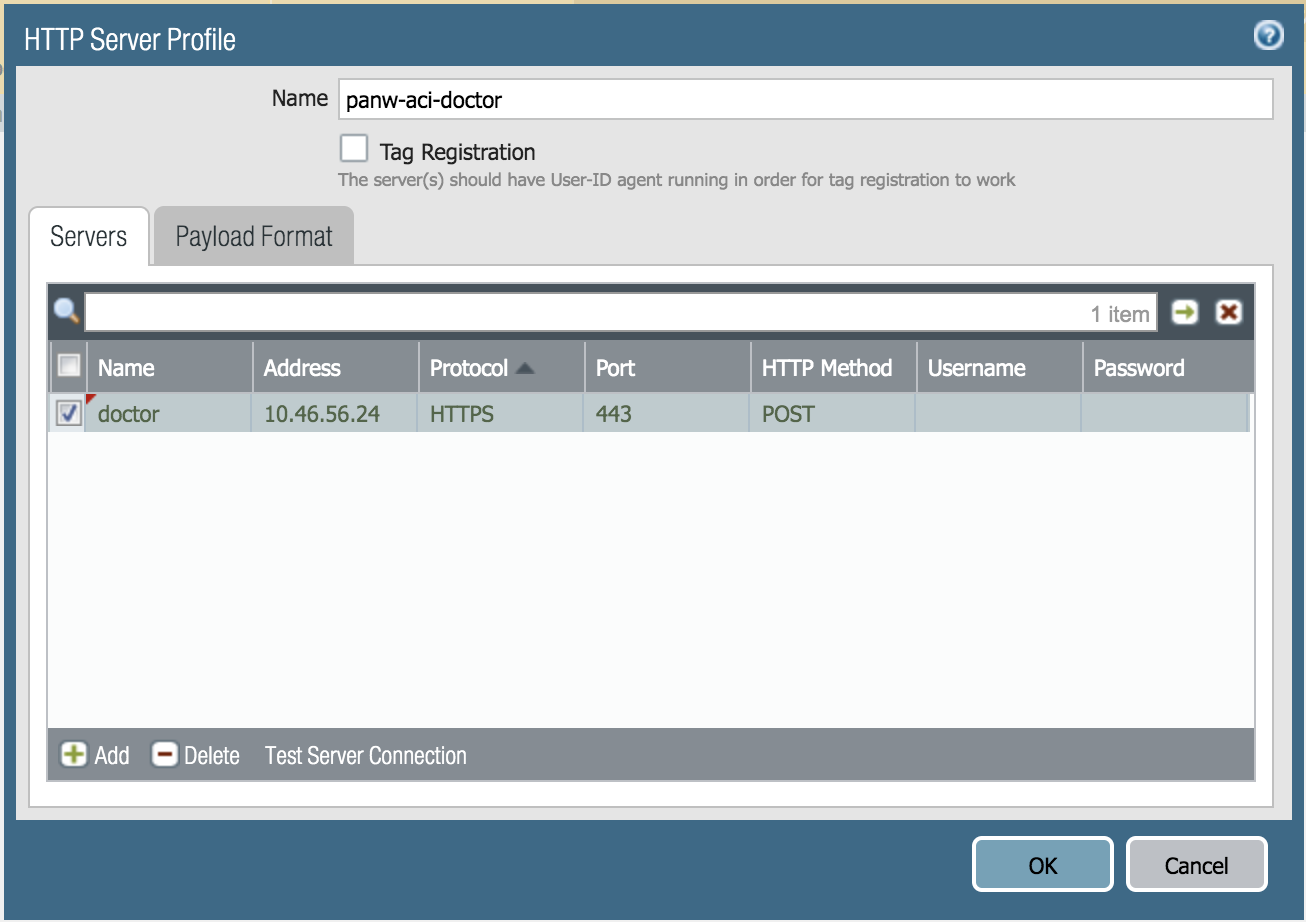 HTTP Server Profile
Name panw-aci-doctor
Tag Registration
The server(s) should have User-ID agent running in order for tag registration to work
Servers Payload Format
1 item
Name Address Protocol Port HTTP Method Username Password
doctor 10.46.56.24 HTTPS 443 POST
Add Delete Test Server Connection
OK Cancel